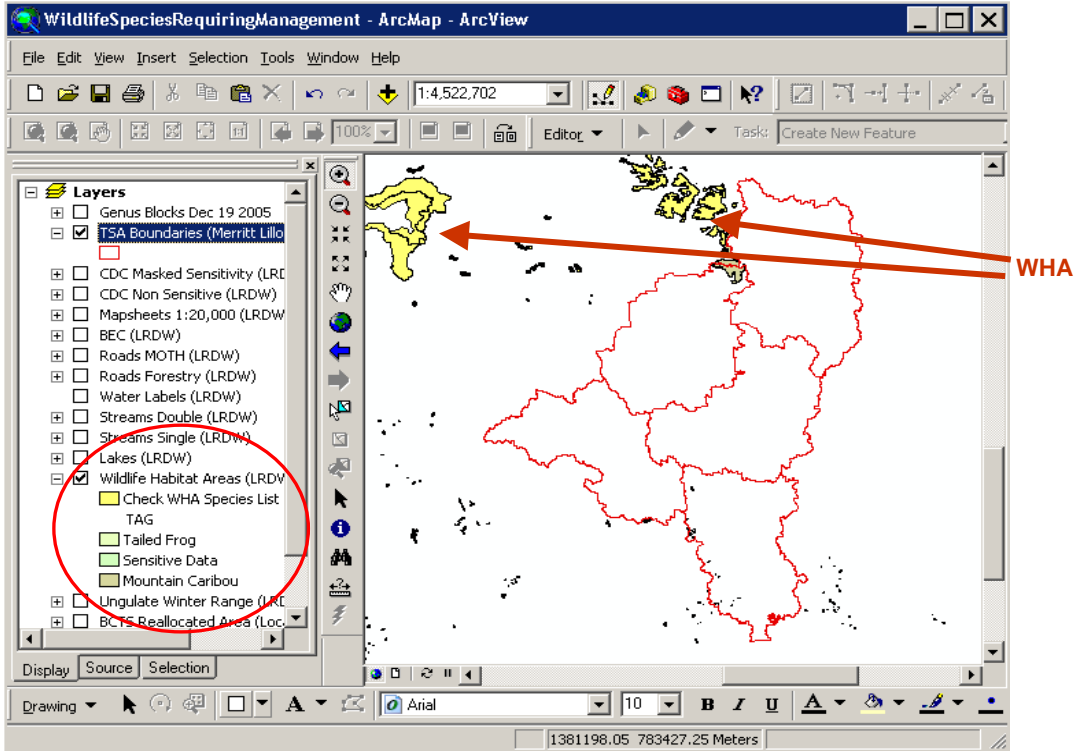 WildlifeSpeciesRequiringManagement - ArcMap - ArcView
File Edit View Insert Selection Tools Window Help
1:4,522,702
100% Editor Task: Create New Feature
Layers
Genus Blocks Dec 19 2005
TSA Boundaries (Merritt Lillo
CDC Masked Sensitivity (LRD
CDC Non Sensitive (LRDW)
Mapsheets 1:20,000 (LRDW
BEC (LRDW)
Roads MOTH (LRDW)
Roads Forestry (LRDW)
Water Labels (LRDW)
Streams Double (LRDW)
Streams Single (LRDW)
Lakes (LRDW)
Wildlife Habitat Areas (LRDW
Check WHA Species List
TAG
Tailed Frog
Sensitive Data
Mountain Caribou
Ungulate Winter Range (LRD
BCTS Reallocated Area (Loc
WHA
Display Source Selection
Drawing A Arial 10 B I U A
1381198.05 783427.25 Meters